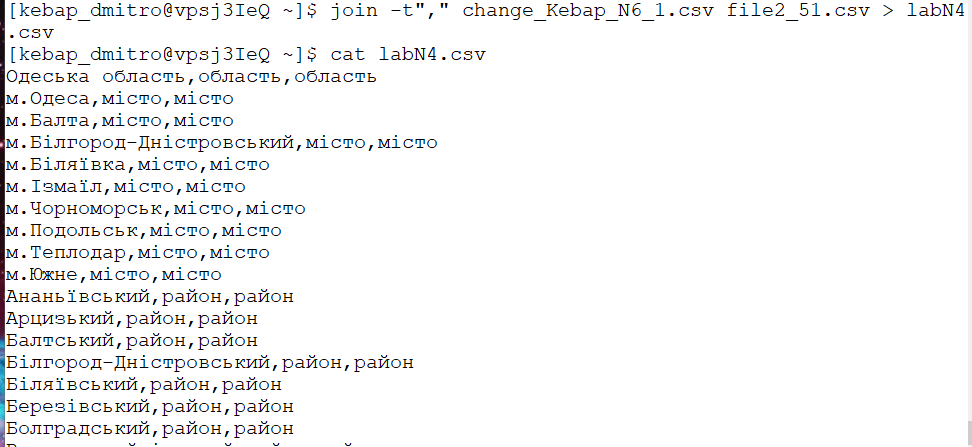 [kebap_dmitro@vpsj3IeQ ~]$ join -t"," change_Kebap_N6_1.csv file2_51.csv > labN4
.csv
[kebap_dmitro@vpsj3IeQ ~]$ cat labN4.csv
Одеська область,область,область
м.Одеса,місто,місто
м.Балта,місто,місто
м.Білгород-Дністровський,місто,місто
м.Біляївка,місто,місто
м.Ізмаїл,місто,місто
м.Чорноморськ,місто,місто
м.Подольськ,місто,місто
м.Теплодар,місто,місто
м.Южне,місто,місто
Ананьївський,район,район
Арцизький,район,район
Балтський,район,район
Білгород-Дністровський,район,район
Біляївський,район,район
Березівський,район,район
Болградський,район,район